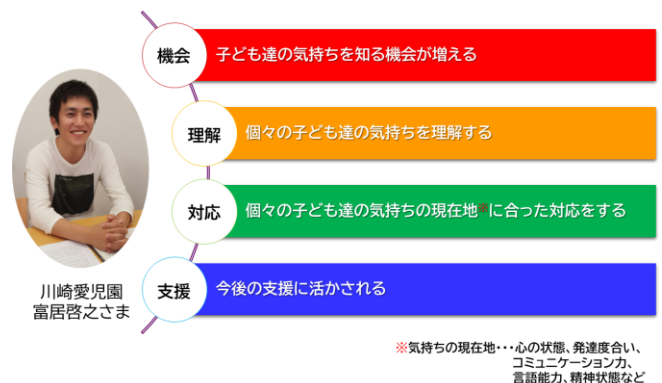 機会
子ども達の気持ちを知る機会が増える
理解
個々の子ども達の気持ちを理解する
対応
個々の子ども達の気持ちの現在地※に合った対応をする
支援
今後の支援に活かされる
川崎愛児園
富居啓之さま
※気持ちの現在地・・・心の状態、発達度合い、
コミュニケーション力、
言語能力、精神状態など